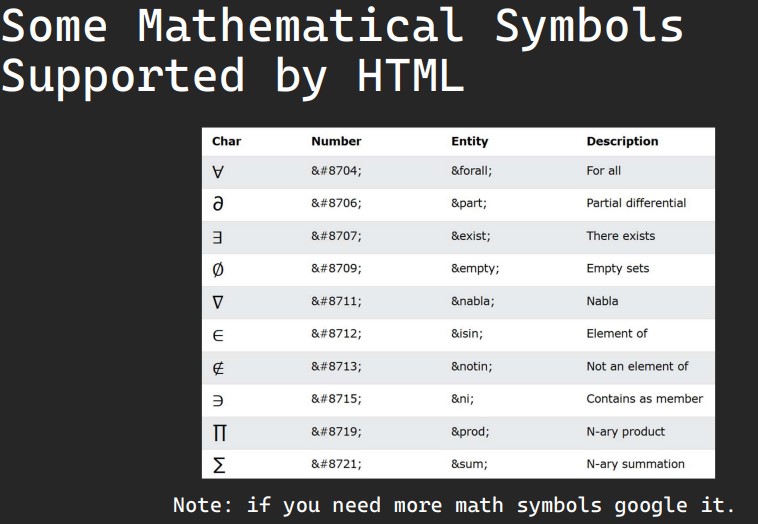 Some Mathematical Symbols
Supported by HTML
Char Number Entity Description
∀ &#8704; &forall; For all
∂ &#8706; &part; Partial differential
∃ &#8707; &exist; There exists
∅ &#8709; &empty; Empty sets
∇ &#8711; &nabla; Nabla
∈ &#8712; &isin; Element of
∉ &#8713; &notin; Not an element of
∋ &#8715; &ni; Contains as member
∏ &#8719; &prod; N-ary product
∑ &#8721; &sum; N-ary summation
Note: if you need more math symbols google it.